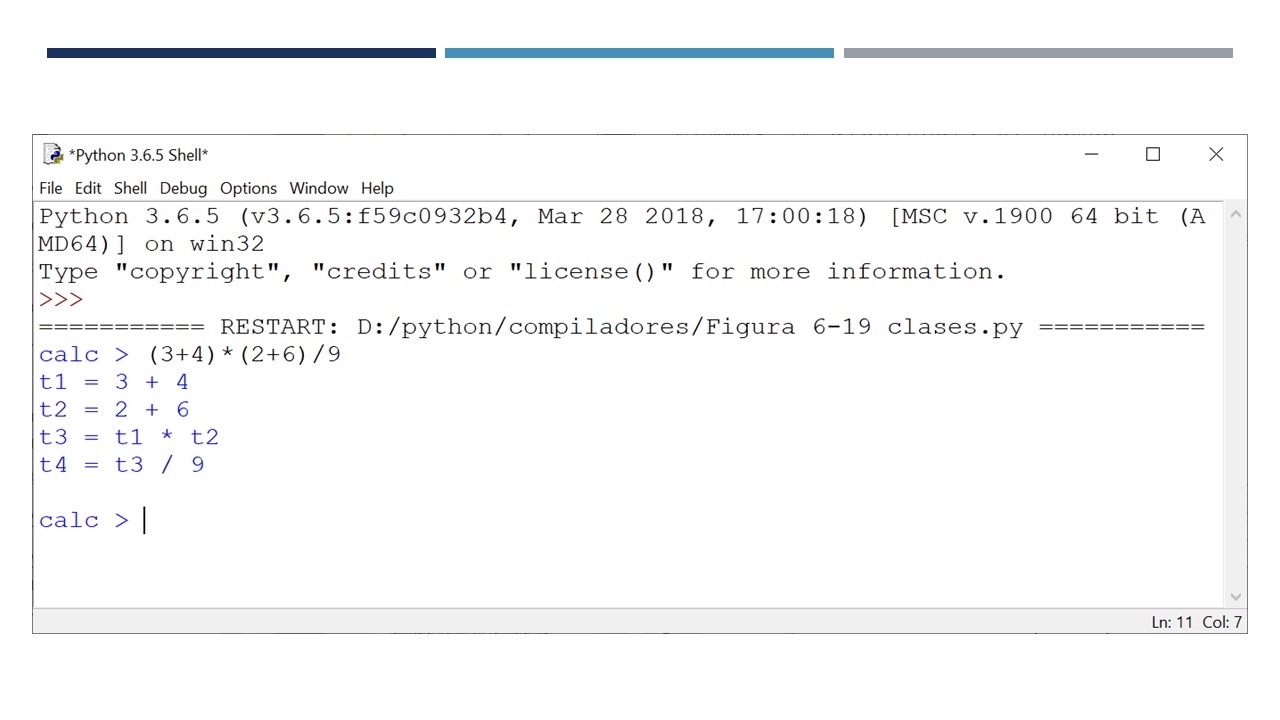 *Python 3.6.5 Shell*
File Edit Shell Debug Options Window Help
Python 3.6.5 (v3.6.5:f59c0932b4, Mar 28 2018, 17:00:18) [MSC v.1900 64 bit (A
MD64)] on win32
Type "copyright", "credits" or "license()" for more information.
>>>
=========== RESTART: D:/python/compiladores/Figura 6-19 clases.py ===========
calc > (3+4)*(2+6)/9
t1 = 3 + 4
t2 = 2 + 6
t3 = t1 * t2
t4 = t3 / 9
calc >
Ln: 11 Col: 7